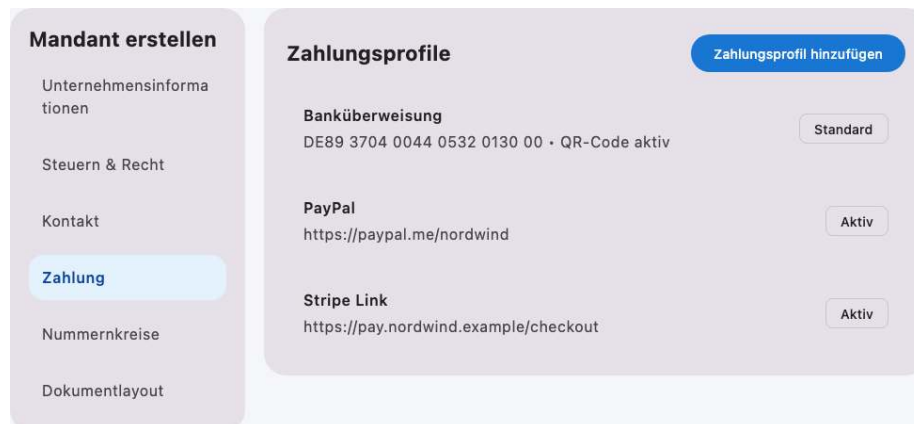 Mandant erstellen
Unternehmensinforma
tionen
Steuern & Recht
Kontakt
Zahlung
Nummernkreise
Dokumentlayout
Zahlungsprofile
Zahlungsprofil hinzufügen
Banküberweisung
DE89 3704 0044 0532 0130 00 • QR-Code aktiv
Standard
PayPal
https://paypal.me/nordwind
Aktiv
Stripe Link
https://pay.nordwind.example/checkout
Aktiv